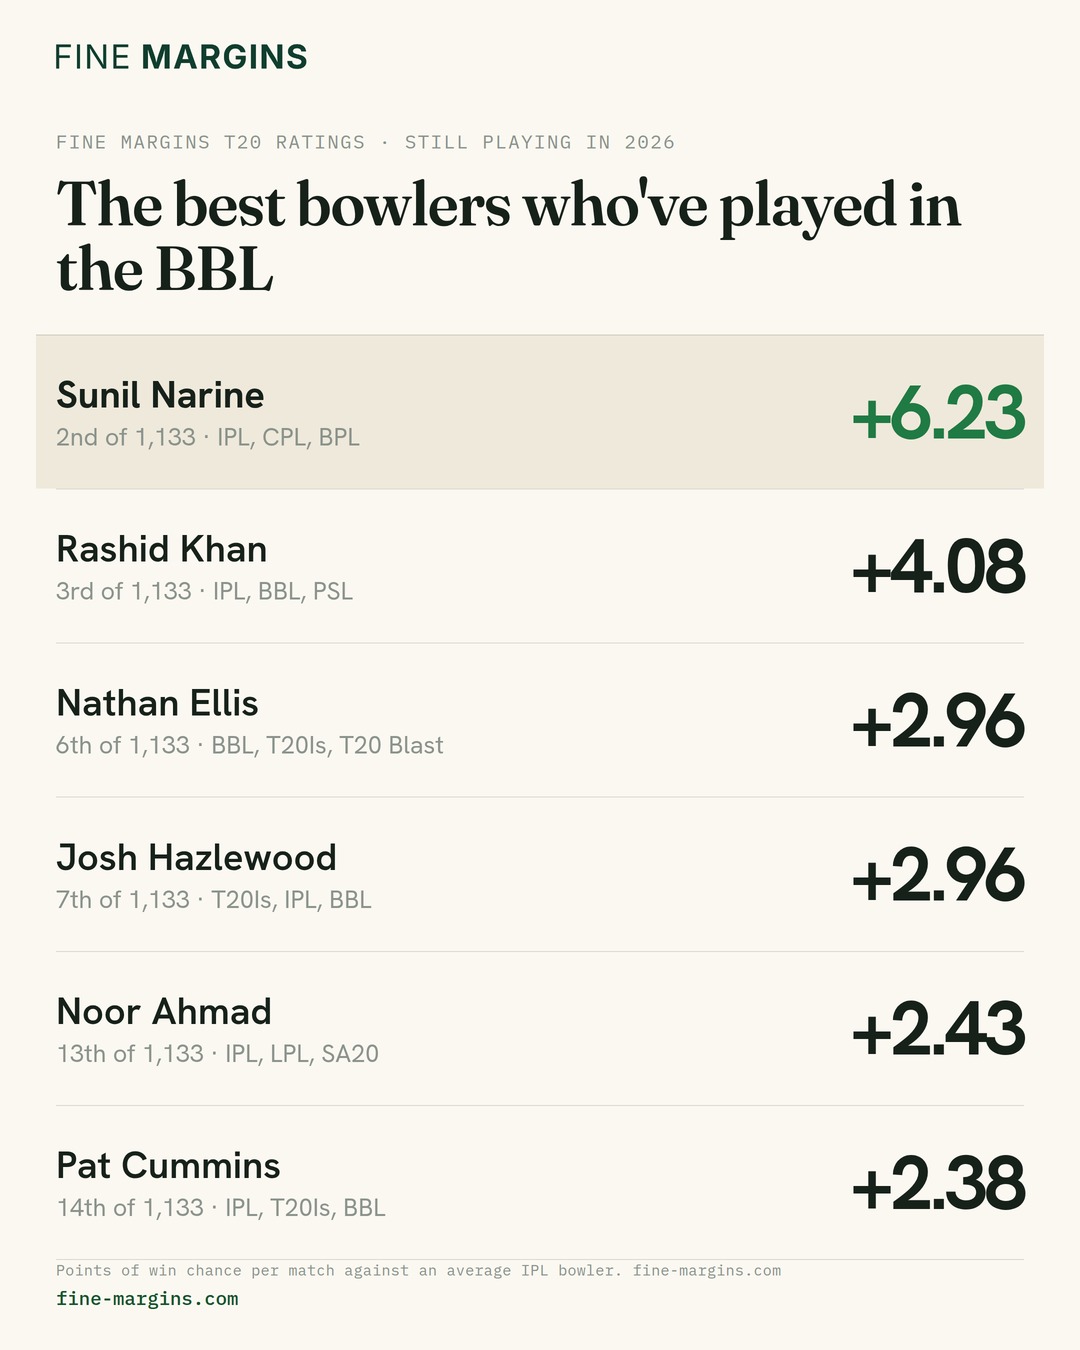 FINE MARGINS
FINE MARGINS T20 RATINGS · STILL PLAYING IN 2026
The best bowlers who've played in
the BBL
Sunil Narine
2nd of 1,133 · IPL, CPL, BPL
+6.23
Rashid Khan
3rd of 1,133 · IPL, BBL, PSL
+4.08
Nathan Ellis
6th of 1,133 · BBL, T20Is, T20 Blast
+2.96
Josh Hazlewood
7th of 1,133 · T20Is, IPL, BBL
+2.96
Noor Ahmad
13th of 1,133 · IPL, LPL, SA20
+2.43
Pat Cummins
14th of 1,133 · IPL, T20Is, BBL
+2.38
Points of win chance per match against an average IPL bowler. fine-margins.com
fine-margins.com